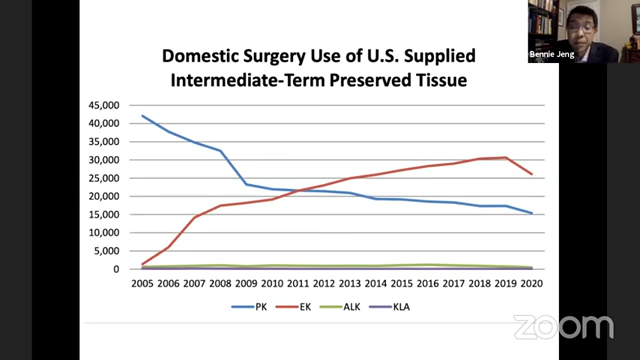 Bennie Jeng
Domestic Surgery Use of U.S. Supplied
Intermediate-Term Preserved Tissue
45,000
40,000
35,000
30,000
25,000
20,000
15,000
10,000
5,000
0
2005 2006 2007 2008 2009 2010 2011 2012 2013 2014 2015 2016 2017 2018 2019 2020
PK EK ALK KLA
zoom